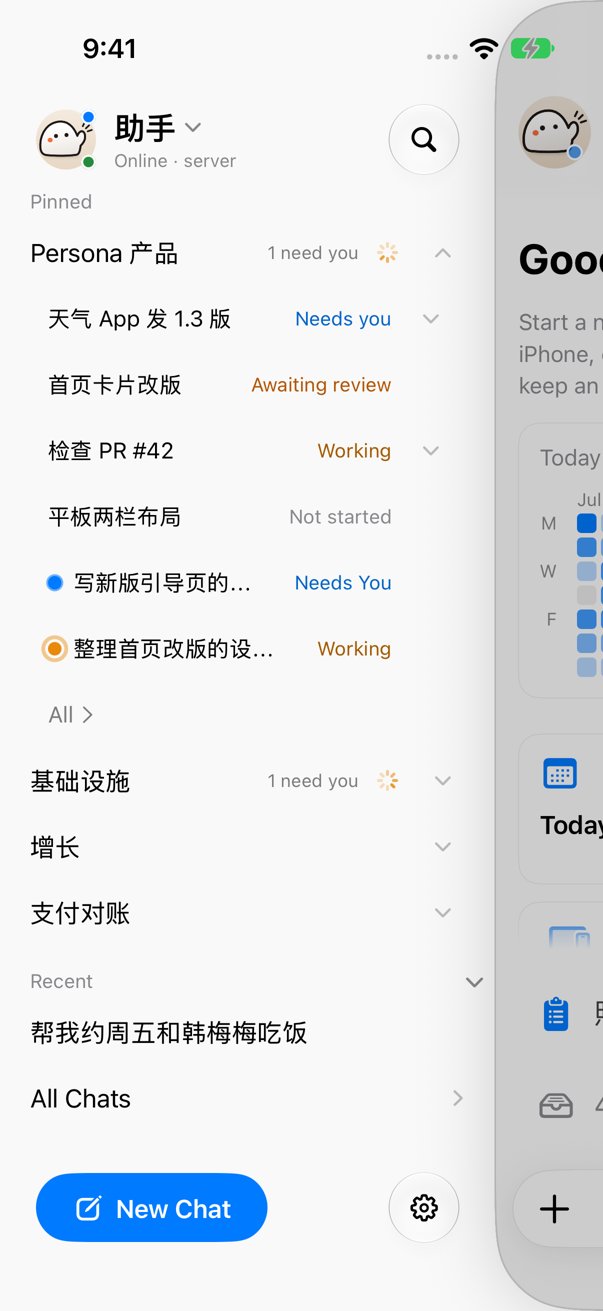 9:41
助手
Online · server
Pinned
Persona 产品 1 need you
天气 App 发 1.3 版 Needs you
首页卡片改版 Awaiting review
检查 PR #42 Working
平板两栏布局 Not started
写新版引导页的… Needs You
整理首页改版的设… Working
All
基础设施 1 need you
增长
支付对账
Recent
帮我约周五和韩梅梅吃饭
All Chats
New Chat
Good
Start a n
iPhone,
keep an
Today
Jul
M
W
F
Today